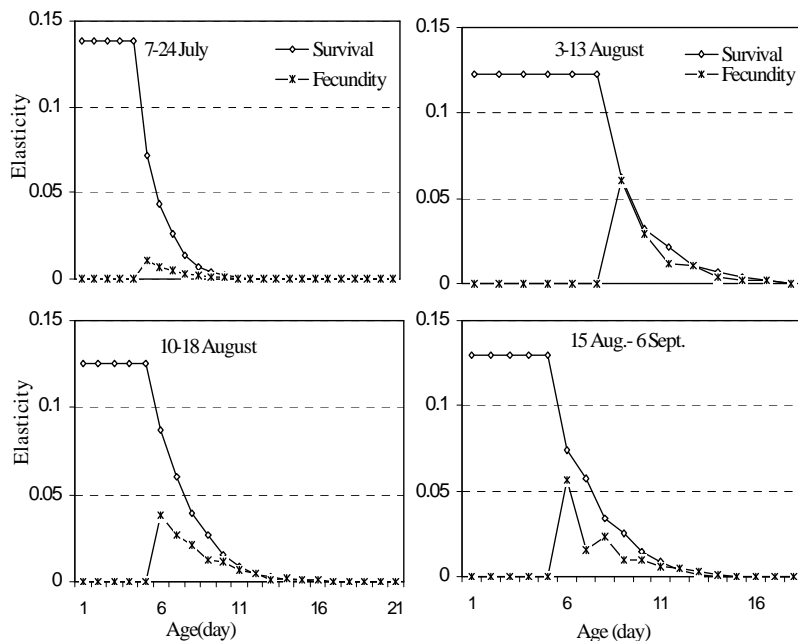 0.15
7-24 July
Survival
Fecundity
0.1
Elasticity
0.05
0
0.15
3-13 August
Survival
Fecundity
0.1
0.05
0
0.15
10-18 August
0.1
Elasticity
0.05
0
1 6 11 16 21
Age(day)
0.15
15 Aug.- 6 Sept.
0.1
0.05
0
1 6 11 16
Age (day)